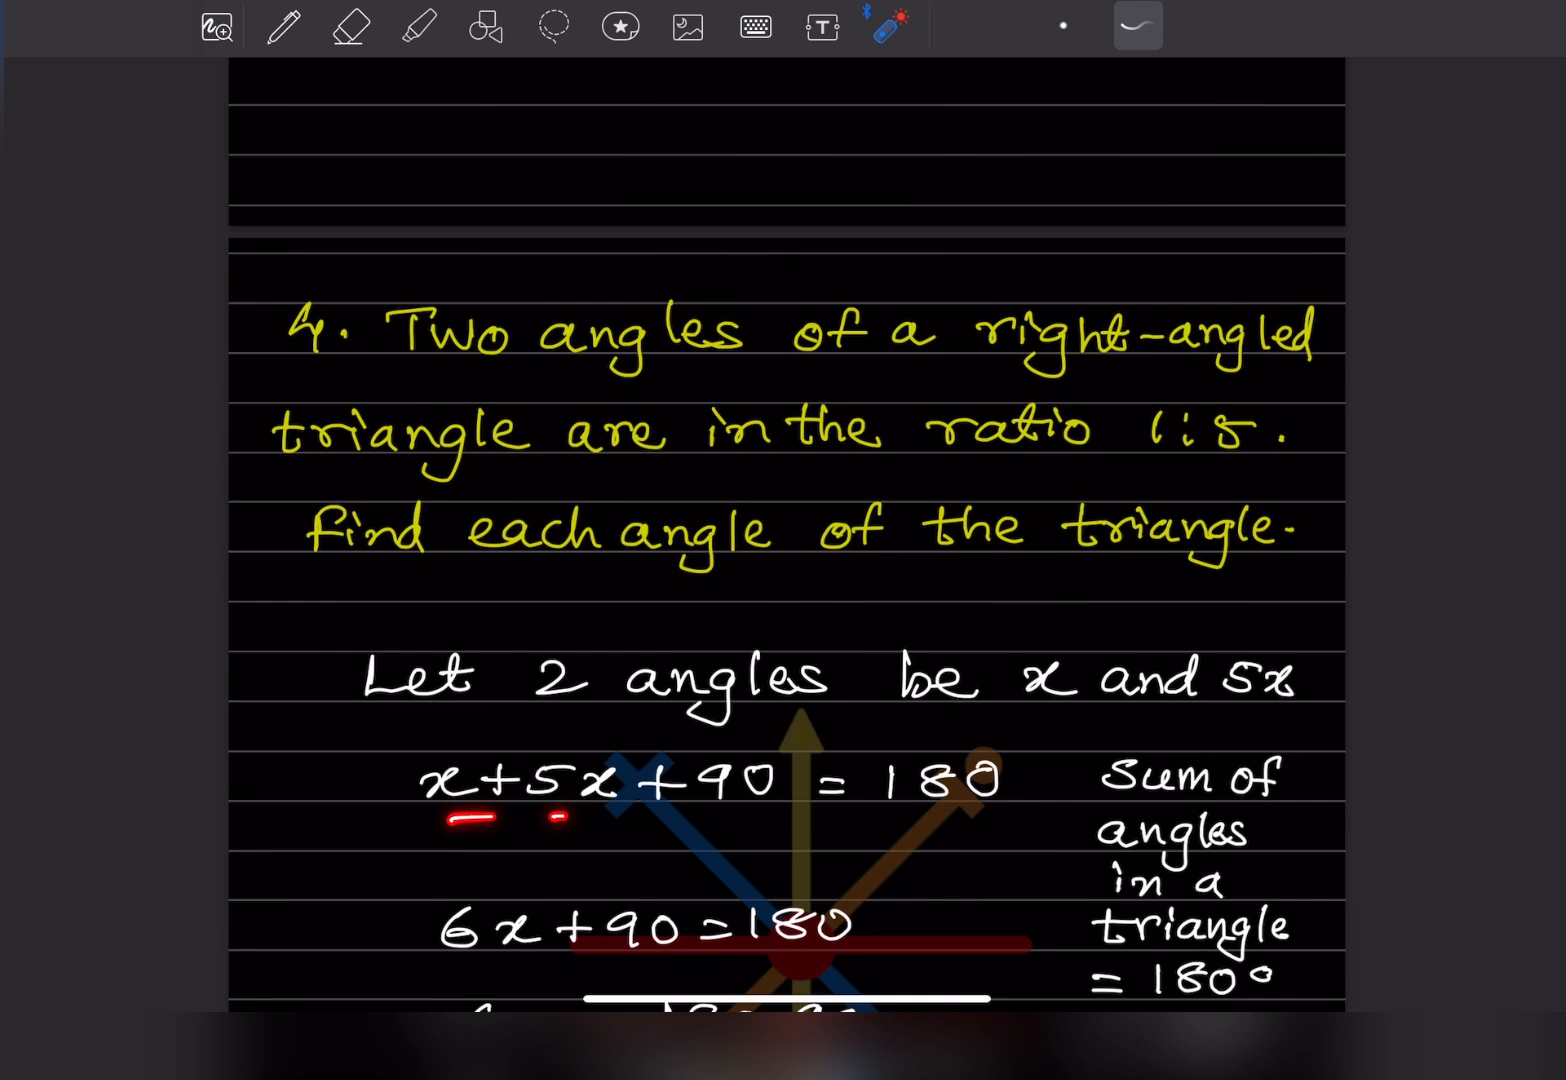 4. Two angles of a right-angled
triangle are in the ratio 1:5.
Find each angle of the triangle.
Let 2 angles be x and 5x
x+5x+90 = 180
Sum of
angles
in a
triangle
= 180°
6x+90=180